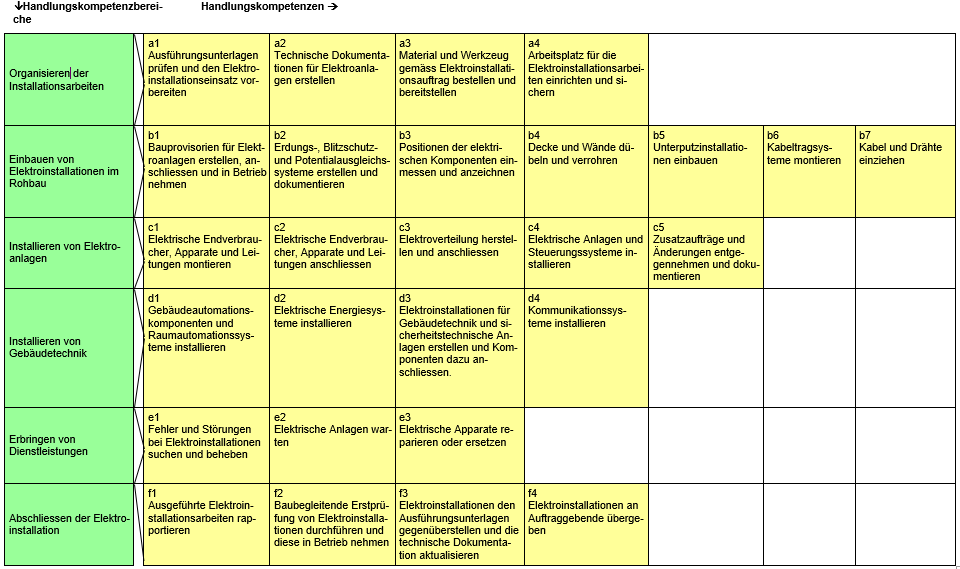 ↓Handlungskompetenzberei-
che
Handlungskompetenzen →
Organisieren der
Installationsarbeiten
a1
Ausführungsunterlagen
prüfen und den Elektro-
installationseinsatz vor-
bereiten
a2
Technische Dokumenta-
tionen für Elektroanla-
gen erstellen
a3
Material und Werkzeug
gemäss Elektroinstallati-
onsauftrag bestellen und
bereitstellen
a4
Arbeitsplatz für die
Elektroinstallationsarbei-
ten einrichten und si-
chern
Einbauen von
Elektroinstallationen im
Rohbau
b1
Bauprovisorien für Elekt-
roanlagen erstellen, an-
schliessen und in Betrieb
nehmen
b2
Erdungs-, Blitzschutz-
und Potentialausgleichs-
systeme erstellen und
dokumentieren
b3
Positionen der elektri-
schen Komponenten ein-
messen und anzeichnen
b4
Decke und Wände dü-
beln und verrohren
b5
Unterputzinstallatio-
nen einbauen
b6
Kabeltragsys-
teme montieren
b7
Kabel und Drähte
einziehen
Installieren von Elektro-
anlagen
c1
Elektrische Endverbrau-
cher, Apparate und Lei-
tungen montieren
c2
Elektrische Endverbrau-
cher, Apparate und Lei-
tungen anschliessen
c3
Elektroverteilung herstel-
len und anschliessen
c4
Elektrische Anlagen und
Steuerungssysteme in-
stallieren
c5
Zusatzaufträge und
Änderungen entge-
gennehmen und doku-
mentieren
Installieren von
Gebäudetechnik
d1
Gebäudeautomations-
komponenten und
Raumautomationssys-
teme installieren
d2
Elektrische Energiesys-
teme installieren
d3
Elektroinstallationen für
Gebäudetechnik und si-
cherheitstechnische An-
lagen erstellen und Kom-
ponenten dazu an-
schliessen.
d4
Kommunikationssys-
teme installieren
Erbringen von
Dienstleistungen
e1
Fehler und Störungen
bei Elektroinstallationen
suchen und beheben
e2
Elektrische Anlagen war-
ten
e3
Elektrische Apparate re-
parieren oder ersetzen
Abschliessen der Elektro-
installation
f1
Ausgeführte Elektroin-
stallationsarbeiten rap-
portieren
f2
Baubegleitende Erstprü-
fung von Elektroinstalla-
tionen durchführen und
diese in Betrieb nehmen
f3
Elektroinstallationen den
Ausführungsunterlagen
gegenüberstellen und die
technische Dokumenta-
tion aktualisieren
f4
Elektroinstallationen an
Auftraggebende überge-
ben